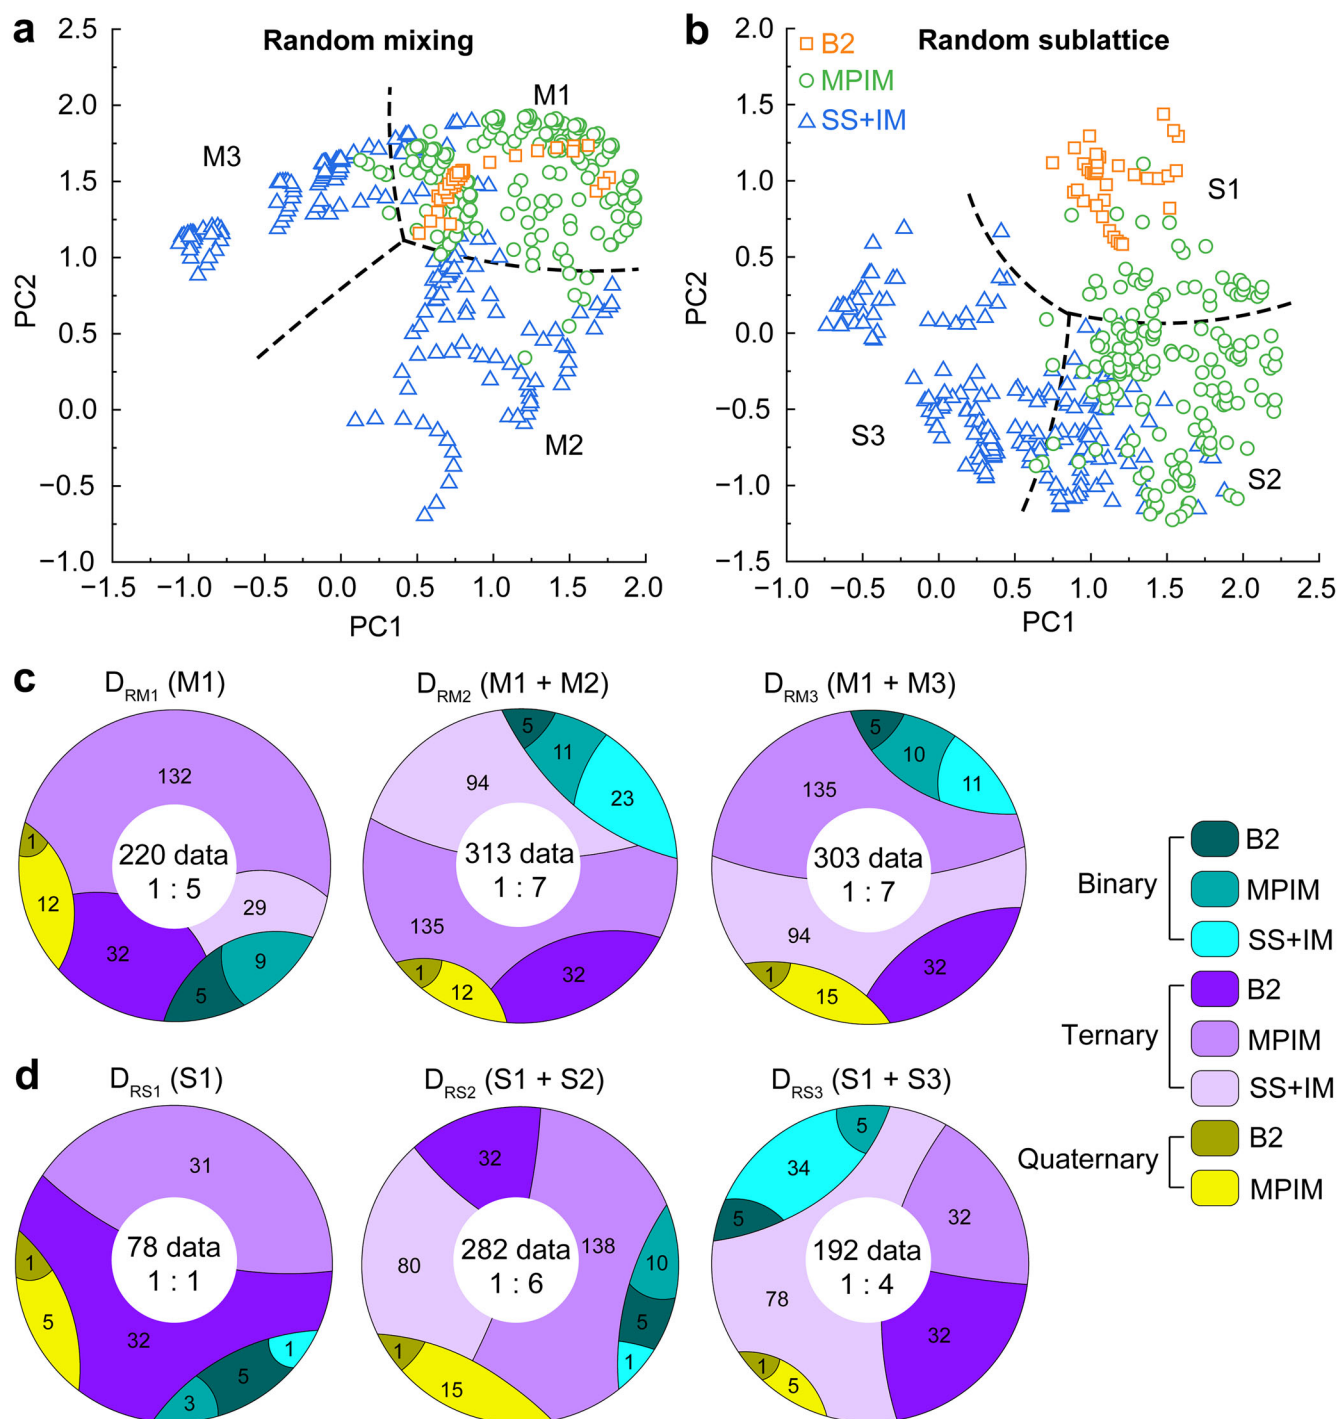 a
Random mixing
2.5
2.0
1.5
1.0
0.5
0.0
−0.5
−1.0
PC2
M1
M3
M2
−1.5 −1.0 −0.5 0.0 0.5 1.0 1.5 2.0
PC1
b
Random sublattice
B2
MPIM
SS+IM
2.0
1.5
1.0
0.5
0.0
−0.5
−1.0
−1.5
PC2
S1
S3
S2
−1.0 −0.5 0.0 0.5 1.0 1.5 2.0 2.5
PC1
c
DRM1 (M1)
132
1
12
32
29
9
5
220 data
1 : 5
DRM2 (M1 + M2)
5
11
94
23
313 data
1 : 7
135
1
12
32
DRM3 (M1 + M3)
5
10
11
135
303 data
1 : 7
94
1
15
32
d
DRS1 (S1)
31
78 data
1 : 1
1
5
32
1
5
3
DRS2 (S1 + S2)
32
138
80
282 data
1 : 6
10
5
1
1
15
DRS3 (S1 + S3)
5
34
5
32
192 data
1 : 4
78
32
1
5
Binary
B2
MPIM
SS+IM
Ternary
B2
MPIM
SS+IM
Quaternary
B2
MPIM